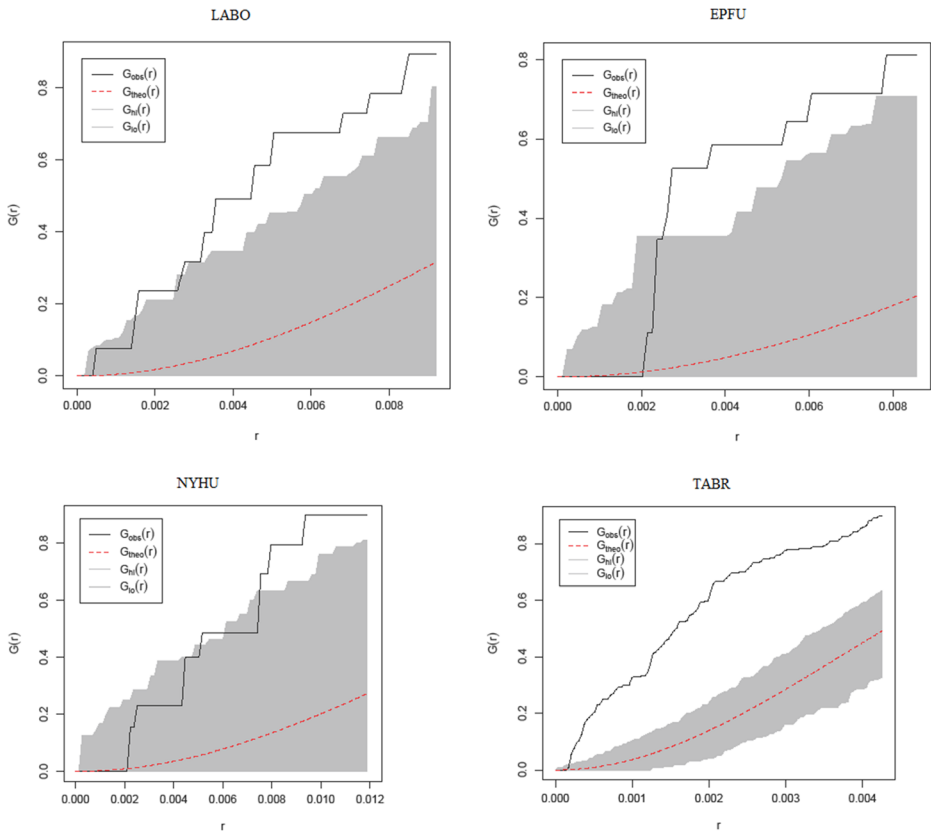 LABO
EPFU
Gobs(r)
Gtheo(r)
Ghi(r)
Glo(r)
Gobs(r)
Gtheo(r)
Ghi(r)
Glo(r)
G(r)
0.0
0.2
0.4
0.6
0.8
0.000 0.002 0.004 0.006 0.008
r
G(r)
0.0
0.2
0.4
0.6
0.8
0.000 0.002 0.004 0.006 0.008
r
NYHU
TABR
Gobs(r)
Gtheo(r)
Ghi(r)
Glo(r)
Gobs(r)
Gtheo(r)
Ghi(r)
Glo(r)
G(r)
0.0
0.2
0.4
0.6
0.8
0.000 0.002 0.004 0.006 0.008 0.010 0.012
r
G(r)
0.0
0.2
0.4
0.6
0.8
0.000 0.001 0.002 0.003 0.004
r